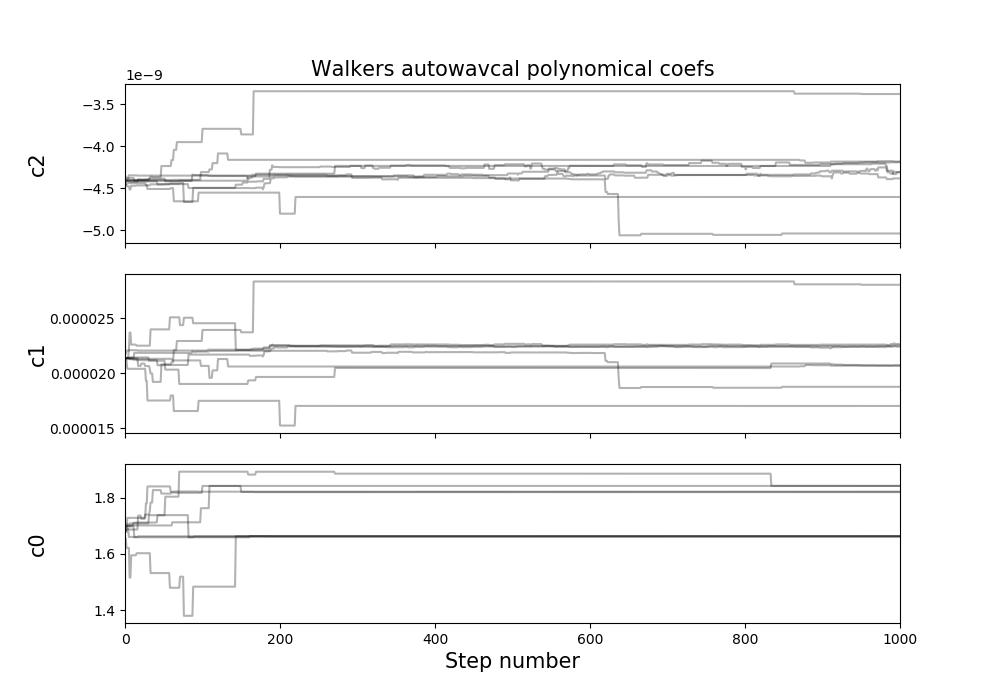 Walkers autowavcal polynomical coefs
1e−9
−3.5
−4.0
−4.5
−5.0
c2
0.000025
0.000020
0.000015
c1
1.8
1.6
1.4
c0
0 200 400 600 800 1000
Step number